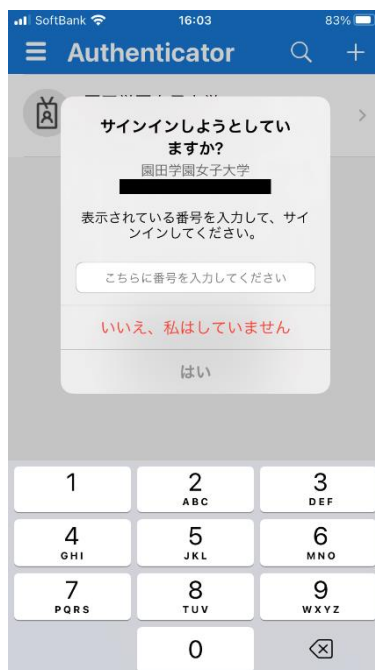 SoftBank 16:03 83%
Authenticator
サインインしようとしてい
ますか?
園田学園女子大学
表示されている番号を入力して、サイ
ンインしてください。
こちらに番号を入力してください
いいえ、私はしていません
はい
1 2 3
ABC DEF
4 5 6
GHI JKL MNO
7 8 9
PQRS TUV WXYZ
0